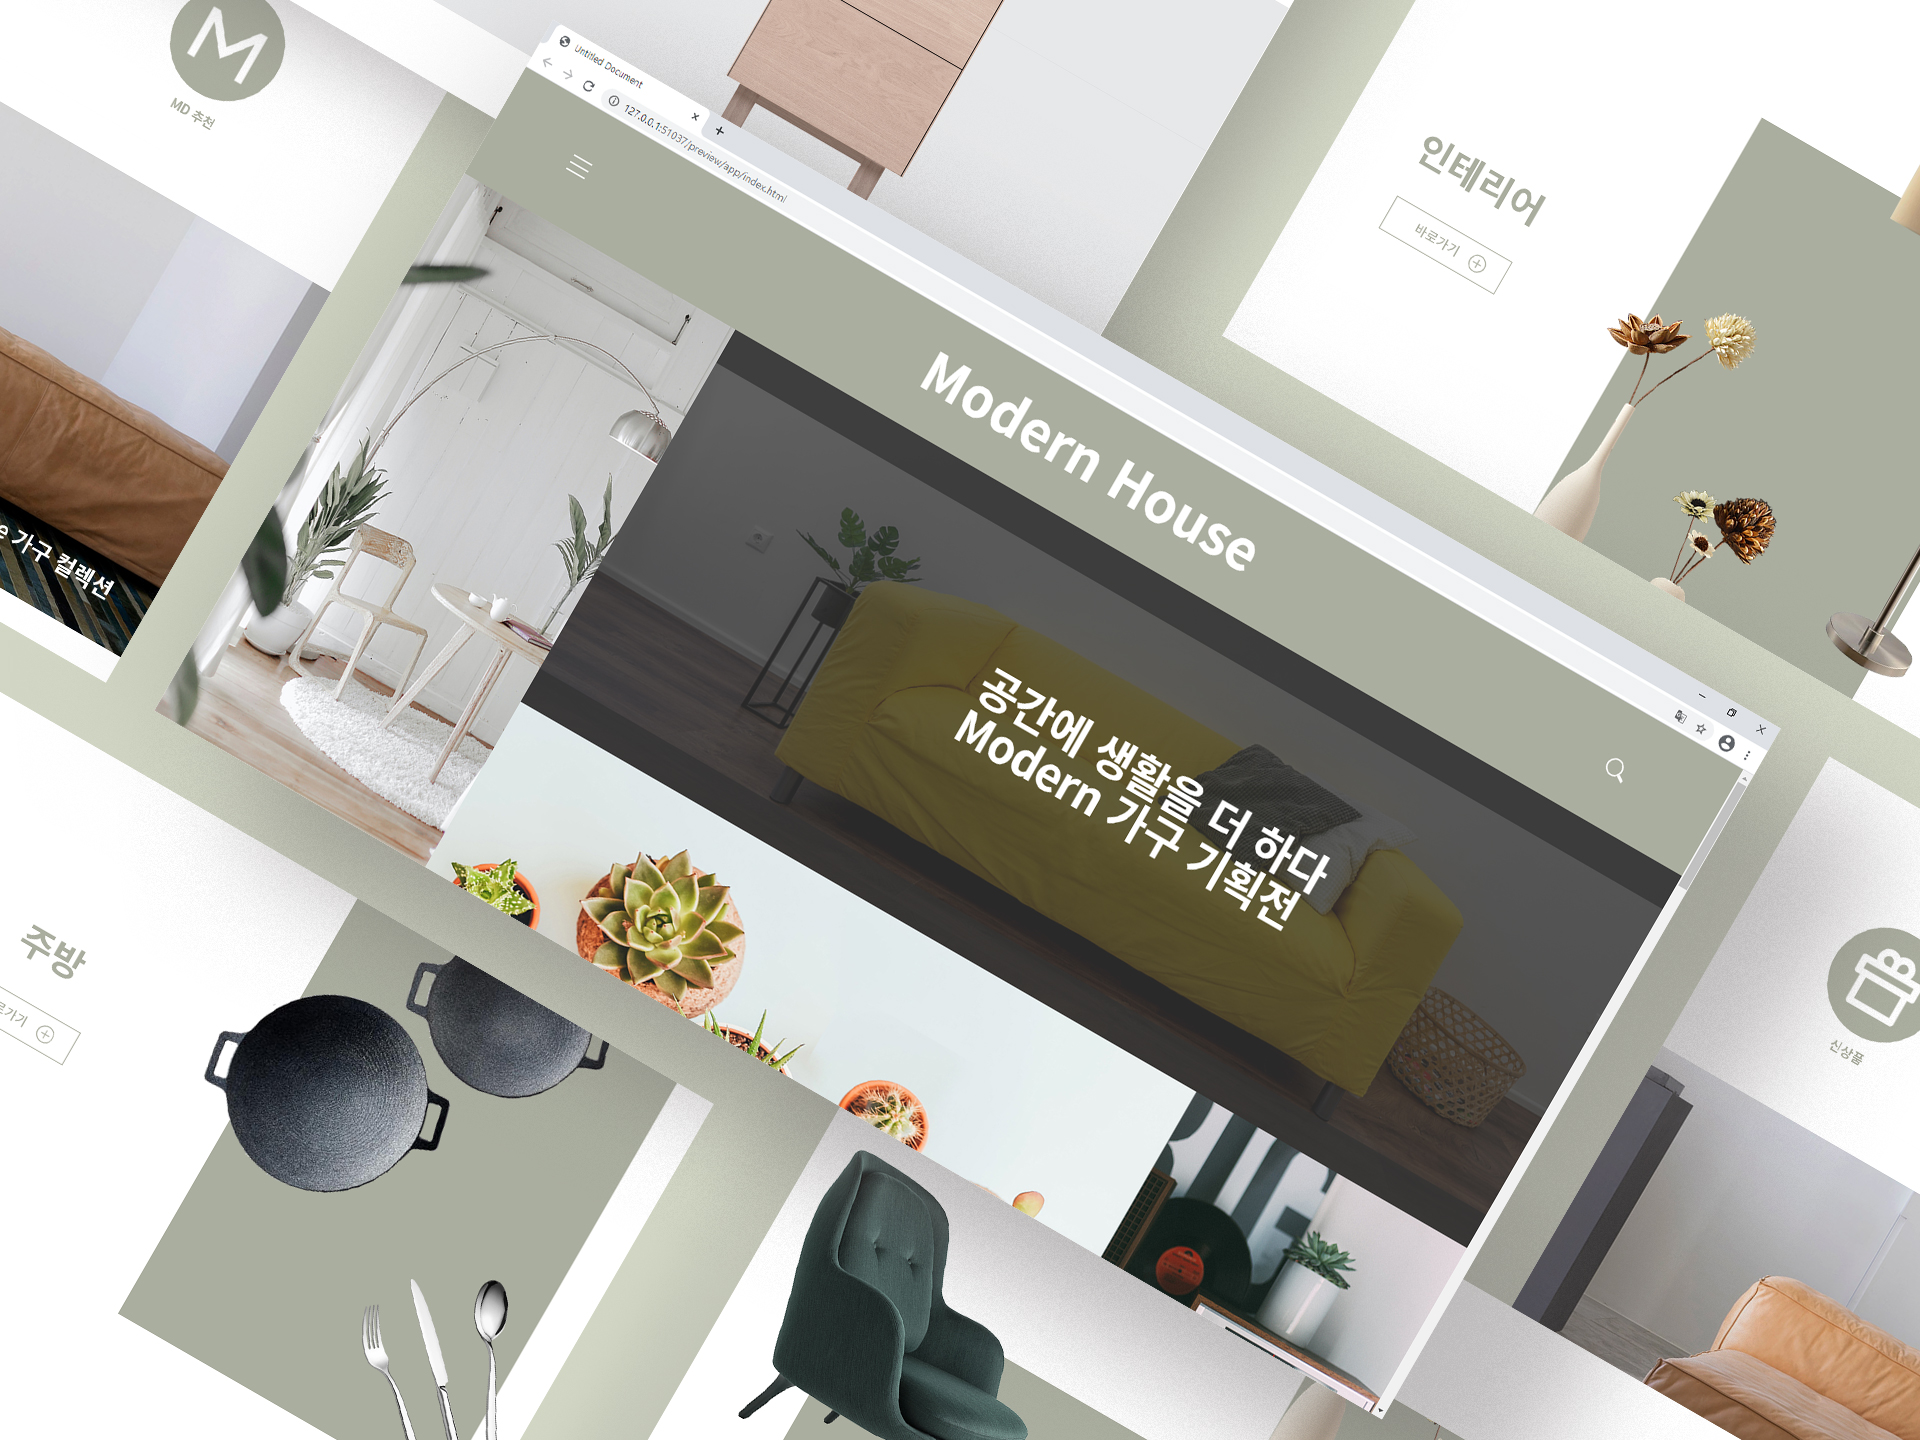 M
MD 추천
가구 컬렉션
Untitled Document
127.0.0.1:51037/preview/app/index.html
인테리어
바로가기
Modern House
공간에 생활을 더 하다
Modern 가구 기획전
주방
로가기
신상품